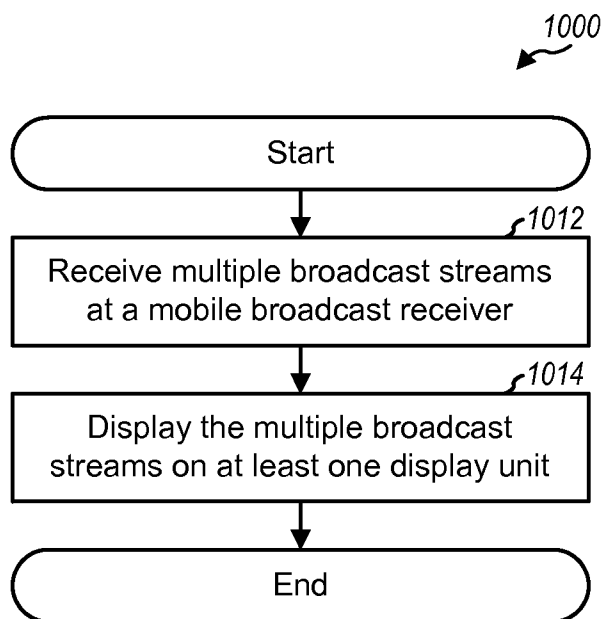 1000
Start
1012
Receive multiple broadcast streams
at a mobile broadcast receiver
1014
Display the multiple broadcast
streams on at least one display unit
End